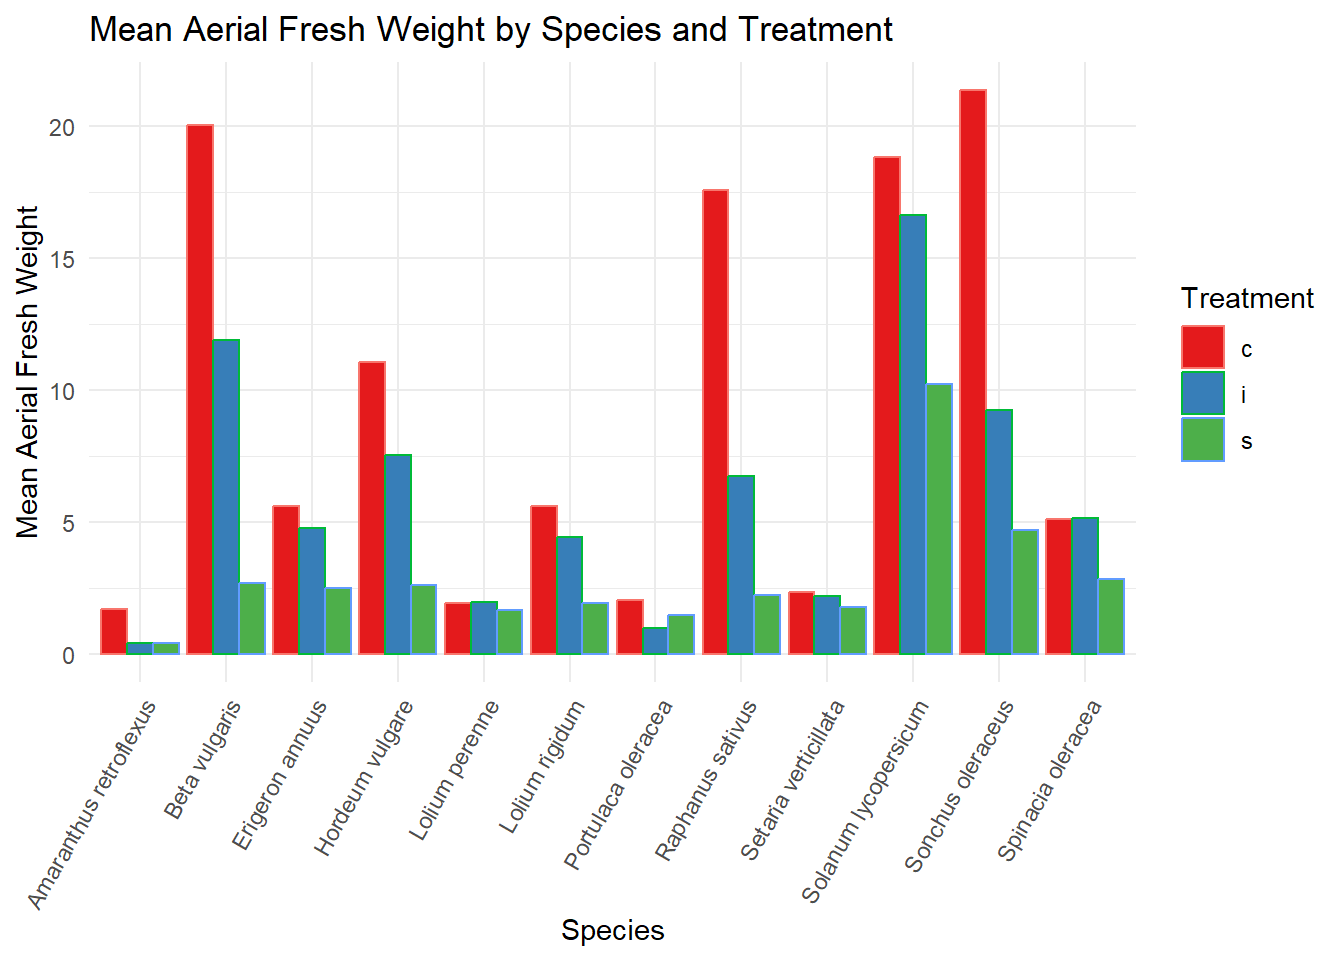 Mean Aerial Fresh Weight by Species and Treatment
Mean Aerial Fresh Weight
20
15
10
5
0
Amaranthus retroflexus
Beta vulgaris
Erigeron annuus
Hordeum vulgare
Lolium perenne
Lolium rigidum
Portulaca oleracea
Raphanus sativus
Setaria verticillata
Solanum lycopersicum
Sonchus oleraceus
Spinacia oleracea
Species
Treatment
c
i
s